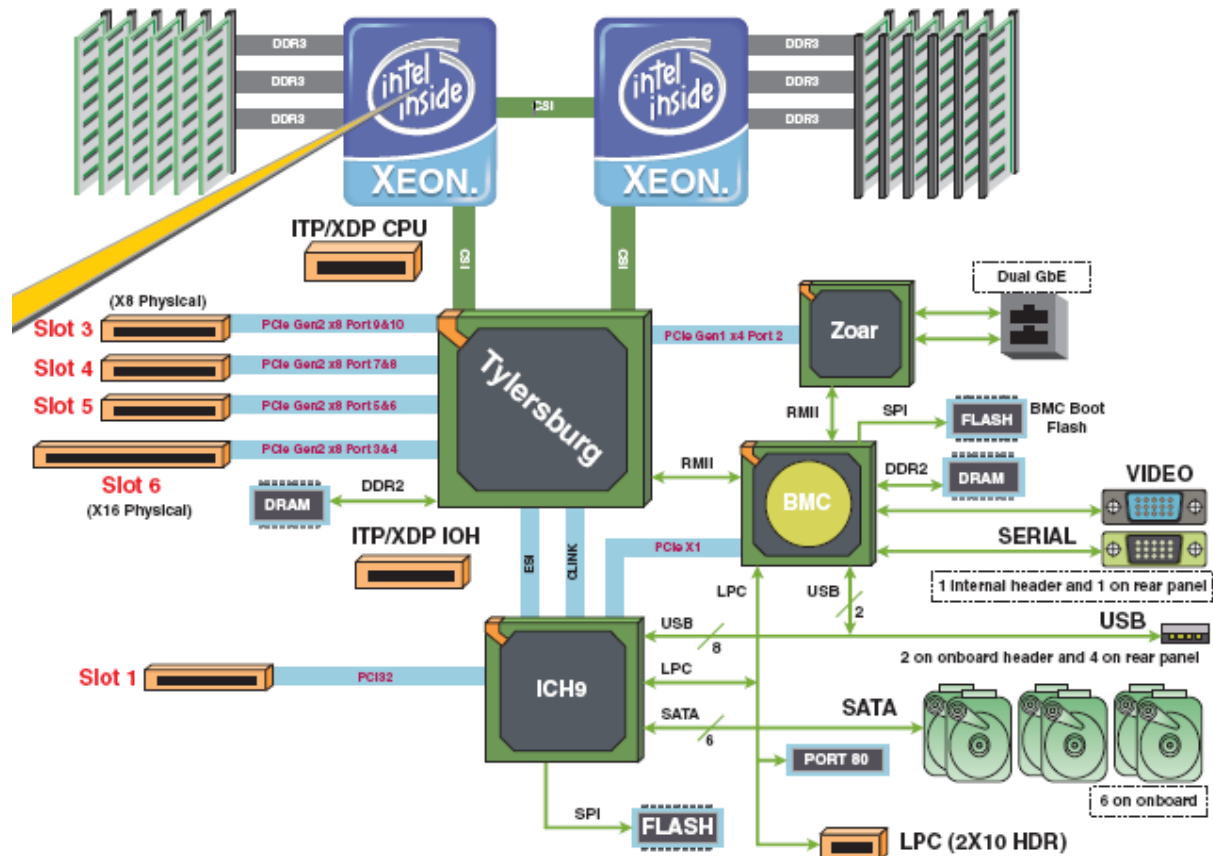 DDR3
DDR3
DDR3
intel
inside
XEON.
CSI
intel
inside
XEON.
DDR3
DDR3
DDR3
CSI
CSI
ITP/XDP CPU
(X8 Physical)
Slot 3
PCIe Gen2 x8 Port 9&10
Slot 4
PCIe Gen2 x8 Port 7&8
Slot 5
PCIe Gen2 x8 Port 5&6
PCIe Gen2 x8 Port 3&4
Slot 6
(X16 Physical)
DRAM
DDR2
Tylersburg
PCIe Gen1 x4 Port 2
Zoar
Dual GbE
RMII
SPI
FLASH
BMC Boot
Flash
RMII
BMC
DDR2
DRAM
VIDEO
SERIAL
1 Internal header and 1 on rear panel
ITP/XDP IOH
ESI
CLINK
PCIe X1
LPC
USB
2
USB
8
USB
2 on onboard header and 4 on rear panel
Slot 1
PCI32
ICH9
LPC
SATA
6
SATA
PORT 80
6 on onboard
SPI
FLASH
LPC (2X10 HDR)